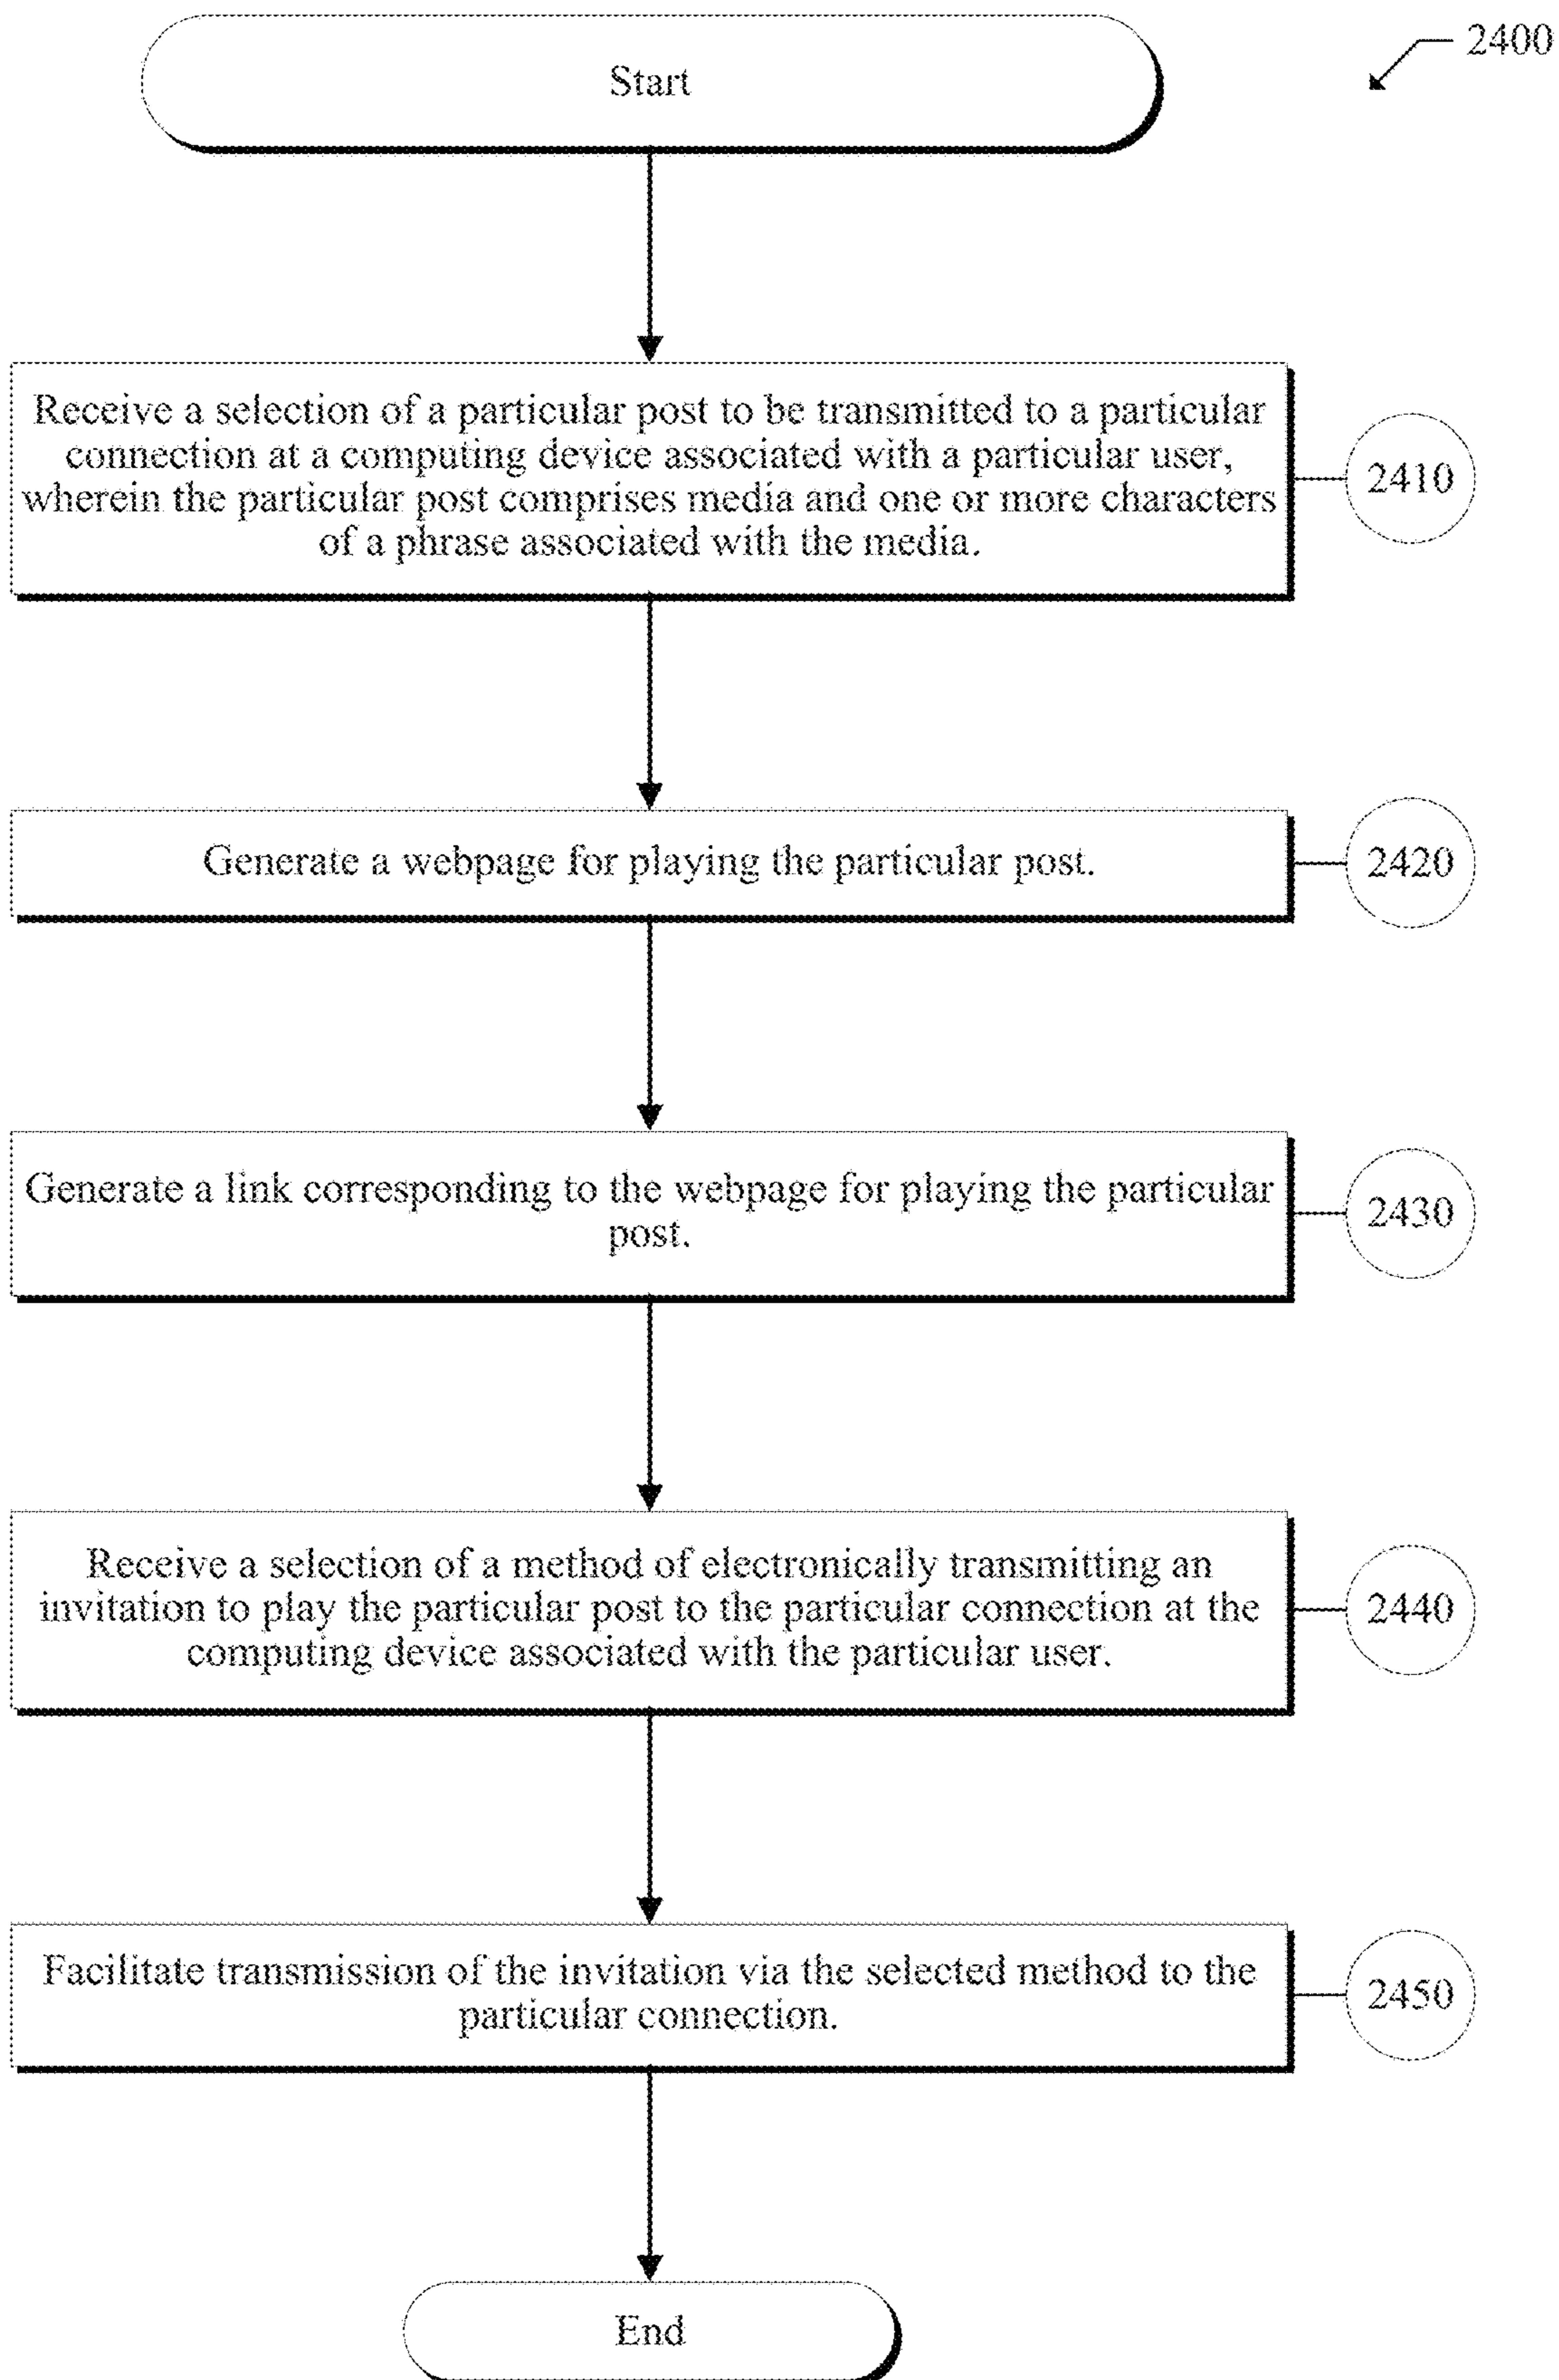 2400
Start
Receive a selection of a particular post to be transmitted to a particular
connection at a computing device associated with a particular user,
wherein the particular post comprises media and one or more characters
of a phrase associated with the media.
2410
Generate a webpage for playing the particular post.
2420
Generate a link corresponding to the webpage for playing the particular
post.
2430
Receive a selection of a method of electronically transmitting an
invitation to play the particular post to the particular connection at the
computing device associated with the particular user.
2440
Facilitate transmission of the invitation via the selected method to the
particular connection.
2450
End